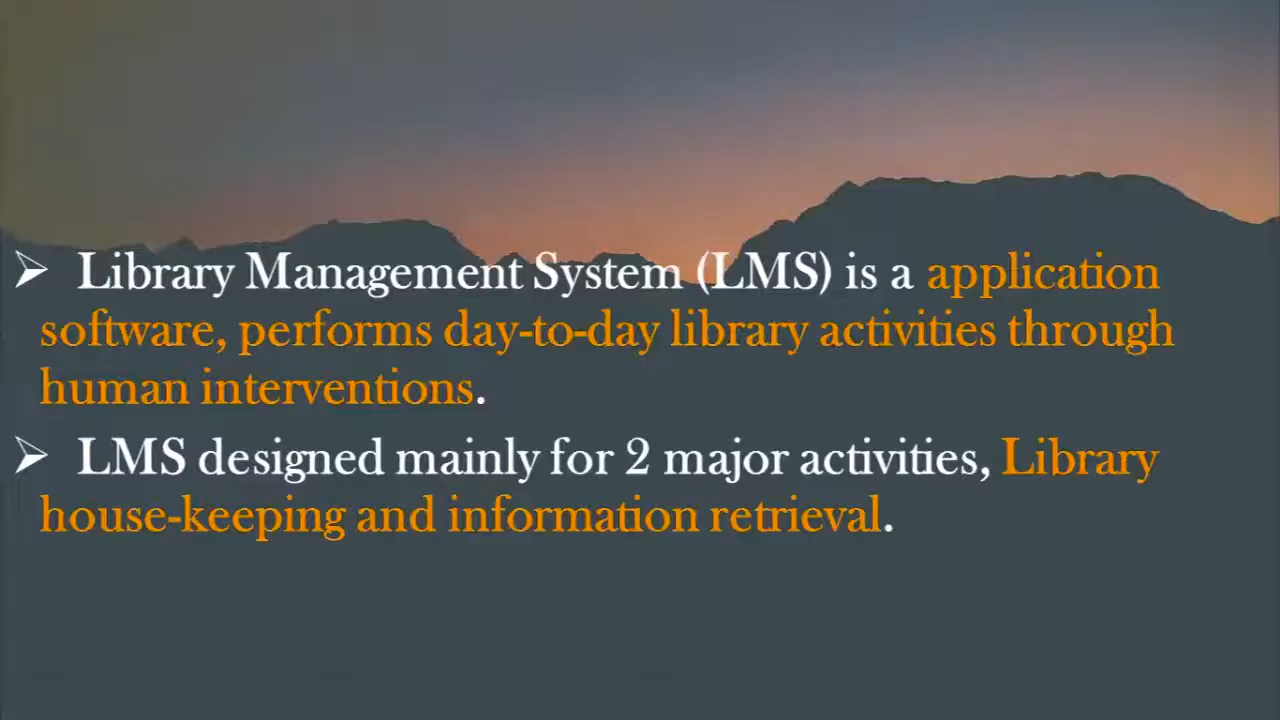 ➢ Library Management System (LMS) is a application
software, performs day-to-day library activities through
human interventions.
➢ LMS designed mainly for 2 major activities, Library
house-keeping and information retrieval.